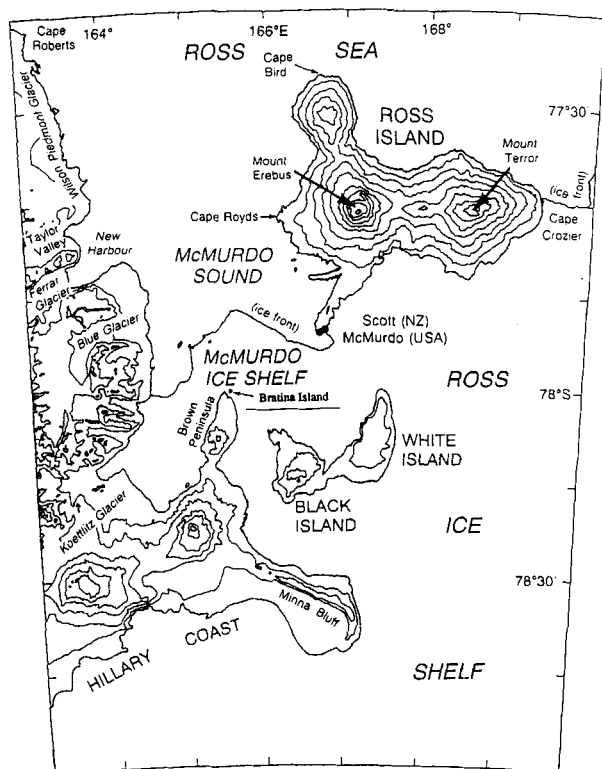 Cape
Roberts
164°
166°E
168°
ROSS SEA
Cape
Bird
77°30'
ROSS
ISLAND
Wilson Piedmont Glacier
Mount
Erebus
Mount
Terror
(ice front)
Cape
Crozier
Cape Royds
Taylor
Valley
New
Harbour
McMURDO
SOUND
Ferrar
Glacier
(ice front)
Scott (NZ)
McMurdo (USA)
Blue Glacier
McMURDO
ICE SHELF
ROSS
Bratina Island
78°S
Brown
Peninsula
WHITE
ISLAND
BLACK
ISLAND
ICE
Koettlitz Glacier
78°30'
Minna Bluff
HILLARY COAST
SHELF